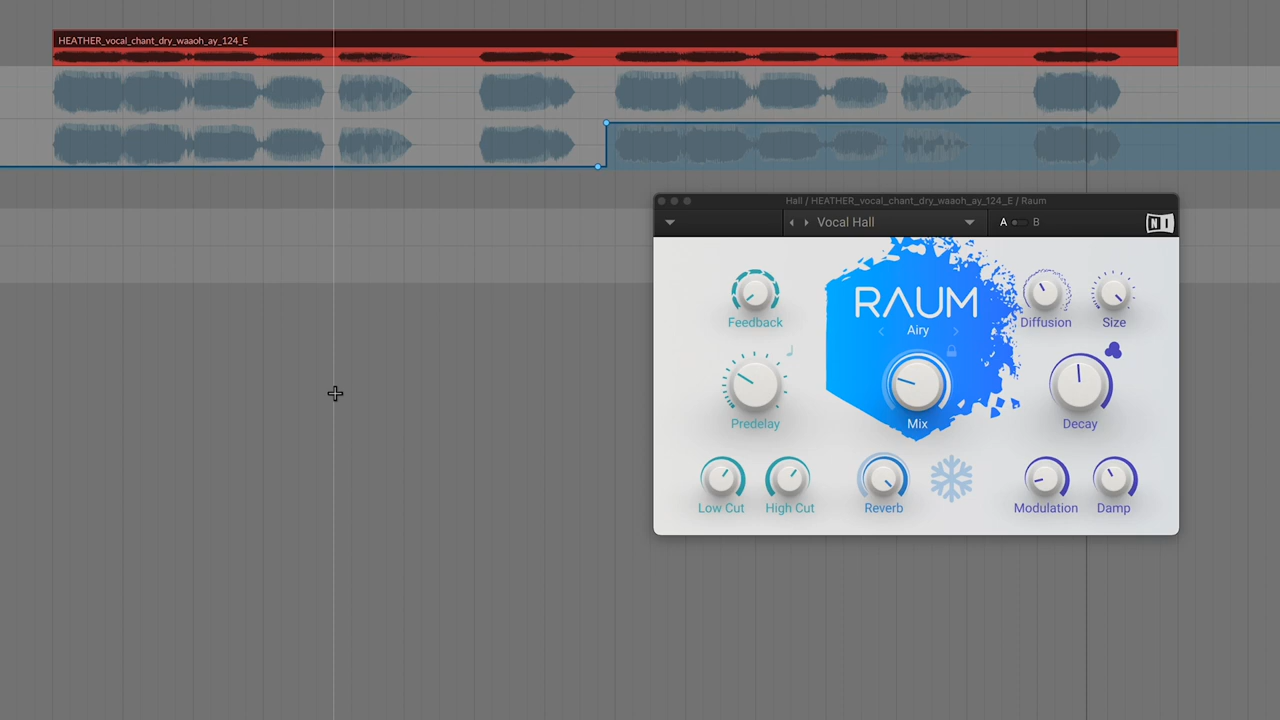 HEATHER_vocal_chant_dry_waaoh_ay_124_E
Hall / HEATHER_vocal_chant_dry_waaoh_ay_124_E / Raum
Vocal Hall
A B
NI
RAUM
Airy
Feedback
Diffusion
Size
Predelay
Mix
Decay
Low Cut
High Cut
Reverb
Modulation
Damp